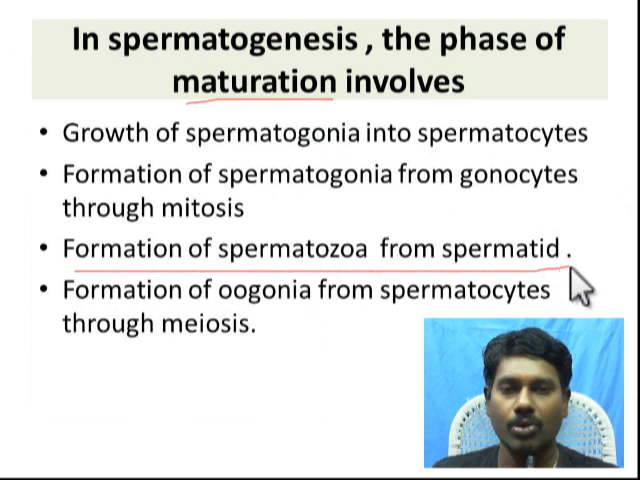 In spermatogenesis , the phase of
maturation involves
• Growth of spermatogonia into spermatocytes
• Formation of spermatogonia from gonocytes
through mitosis
• Formation of spermatozoa from spermatid .
• Formation of oogonia from spermatocytes
through meiosis.